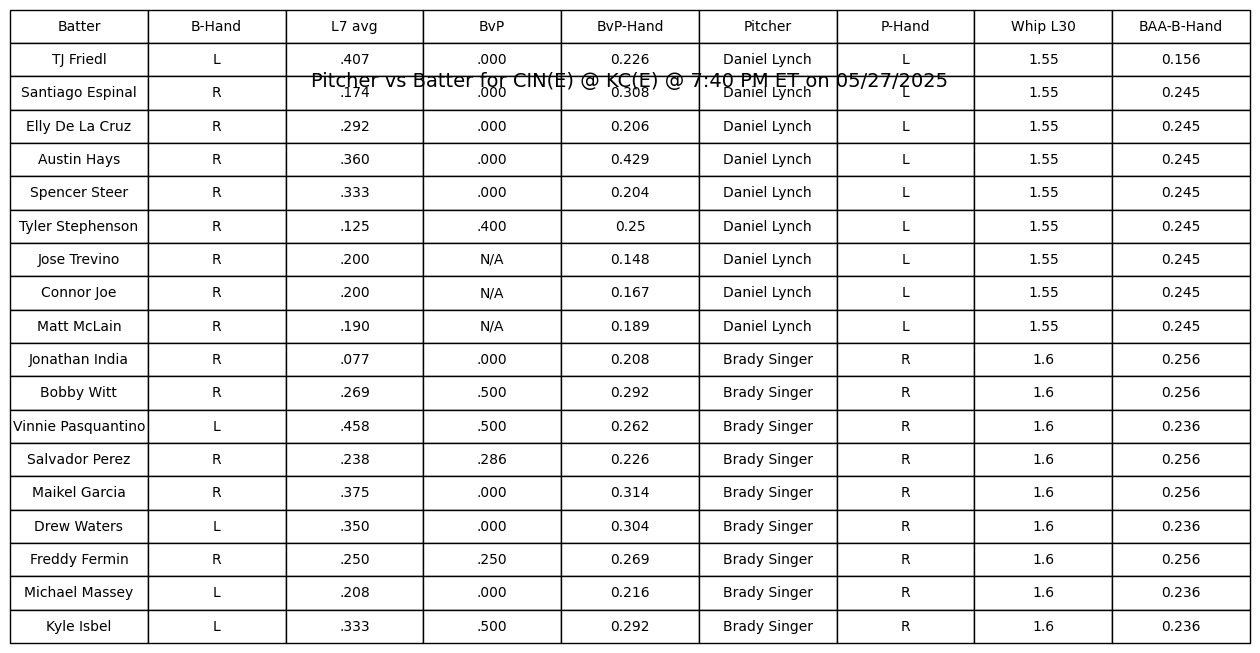 Batter B-Hand L7 avg BvP BvP-Hand Pitcher P-Hand Whip L30 BAA-B-Hand
TJ Friedl L .407 .000 0.226 Daniel Lynch L 1.55 0.156
Pitcher vs Batter for CIN(E) @ KC(E) @ 7:40 PM ET on 05/27/2025
Santiago Espinal R .174 .000 0.308 Daniel Lynch L 1.55 0.245
Elly De La Cruz R .292 .000 0.206 Daniel Lynch L 1.55 0.245
Austin Hays R .360 .000 0.429 Daniel Lynch L 1.55 0.245
Spencer Steer R .333 .000 0.204 Daniel Lynch L 1.55 0.245
Tyler Stephenson R .125 .400 0.25 Daniel Lynch L 1.55 0.245
Jose Trevino R .200 N/A 0.148 Daniel Lynch L 1.55 0.245
Connor Joe R .200 N/A 0.167 Daniel Lynch L 1.55 0.245
Matt McLain R .190 N/A 0.189 Daniel Lynch L 1.55 0.245
Jonathan India R .077 .000 0.208 Brady Singer R 1.6 0.256
Bobby Witt R .269 .500 0.292 Brady Singer R 1.6 0.256
Vinnie Pasquantino L .458 .500 0.262 Brady Singer R 1.6 0.236
Salvador Perez R .238 .286 0.226 Brady Singer R 1.6 0.256
Maikel Garcia R .375 .000 0.314 Brady Singer R 1.6 0.256
Drew Waters L .350 .000 0.304 Brady Singer R 1.6 0.236
Freddy Fermin R .250 .250 0.269 Brady Singer R 1.6 0.256
Michael Massey L .208 .000 0.216 Brady Singer R 1.6 0.236
Kyle Isbel L .333 .500 0.292 Brady Singer R 1.6 0.236